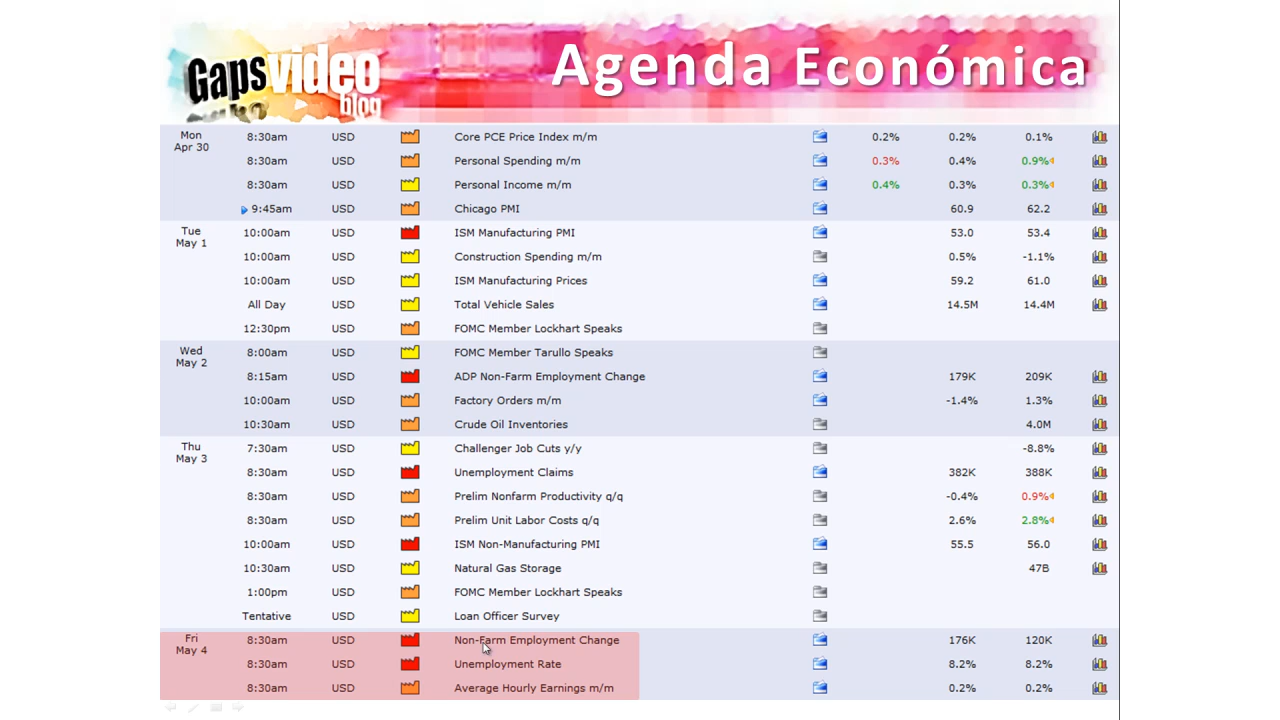 Gapsvideo
blog
Agenda Económica
Mon 8:30am USD Core PCE Price Index m/m 0.2% 0.2% 0.1%
Apr 30
8:30am USD Personal Spending m/m 0.3% 0.4% 0.9%
8:30am USD Personal Income m/m 0.4% 0.3% 0.3%
9:45am USD Chicago PMI 60.9 62.2
Tue 10:00am USD ISM Manufacturing PMI 53.0 53.4
May 1
10:00am USD Construction Spending m/m 0.5% -1.1%
10:00am USD ISM Manufacturing Prices 59.2 61.0
All Day USD Total Vehicle Sales 14.5M 14.4M
12:30pm USD FOMC Member Lockhart Speaks
Wed 8:00am USD FOMC Member Tarullo Speaks
May 2
8:15am USD ADP Non-Farm Employment Change 179K 209K
10:00am USD Factory Orders m/m -1.4% 1.3%
10:30am USD Crude Oil Inventories 4.0M
Thu 7:30am USD Challenger Job Cuts y/y -8.8%
May 3
8:30am USD Unemployment Claims 382K 388K
8:30am USD Prelim Nonfarm Productivity q/q -0.4% 0.9%
8:30am USD Prelim Unit Labor Costs q/q 2.6% 2.8%
10:00am USD ISM Non-Manufacturing PMI 55.5 56.0
10:30am USD Natural Gas Storage 47B
1:00pm USD FOMC Member Lockhart Speaks
Tentative USD Loan Officer Survey
Fri 8:30am USD Non-Farm Employment Change 176K 120K
May 4
8:30am USD Unemployment Rate 8.2% 8.2%
8:30am USD Average Hourly Earnings m/m 0.2% 0.2%